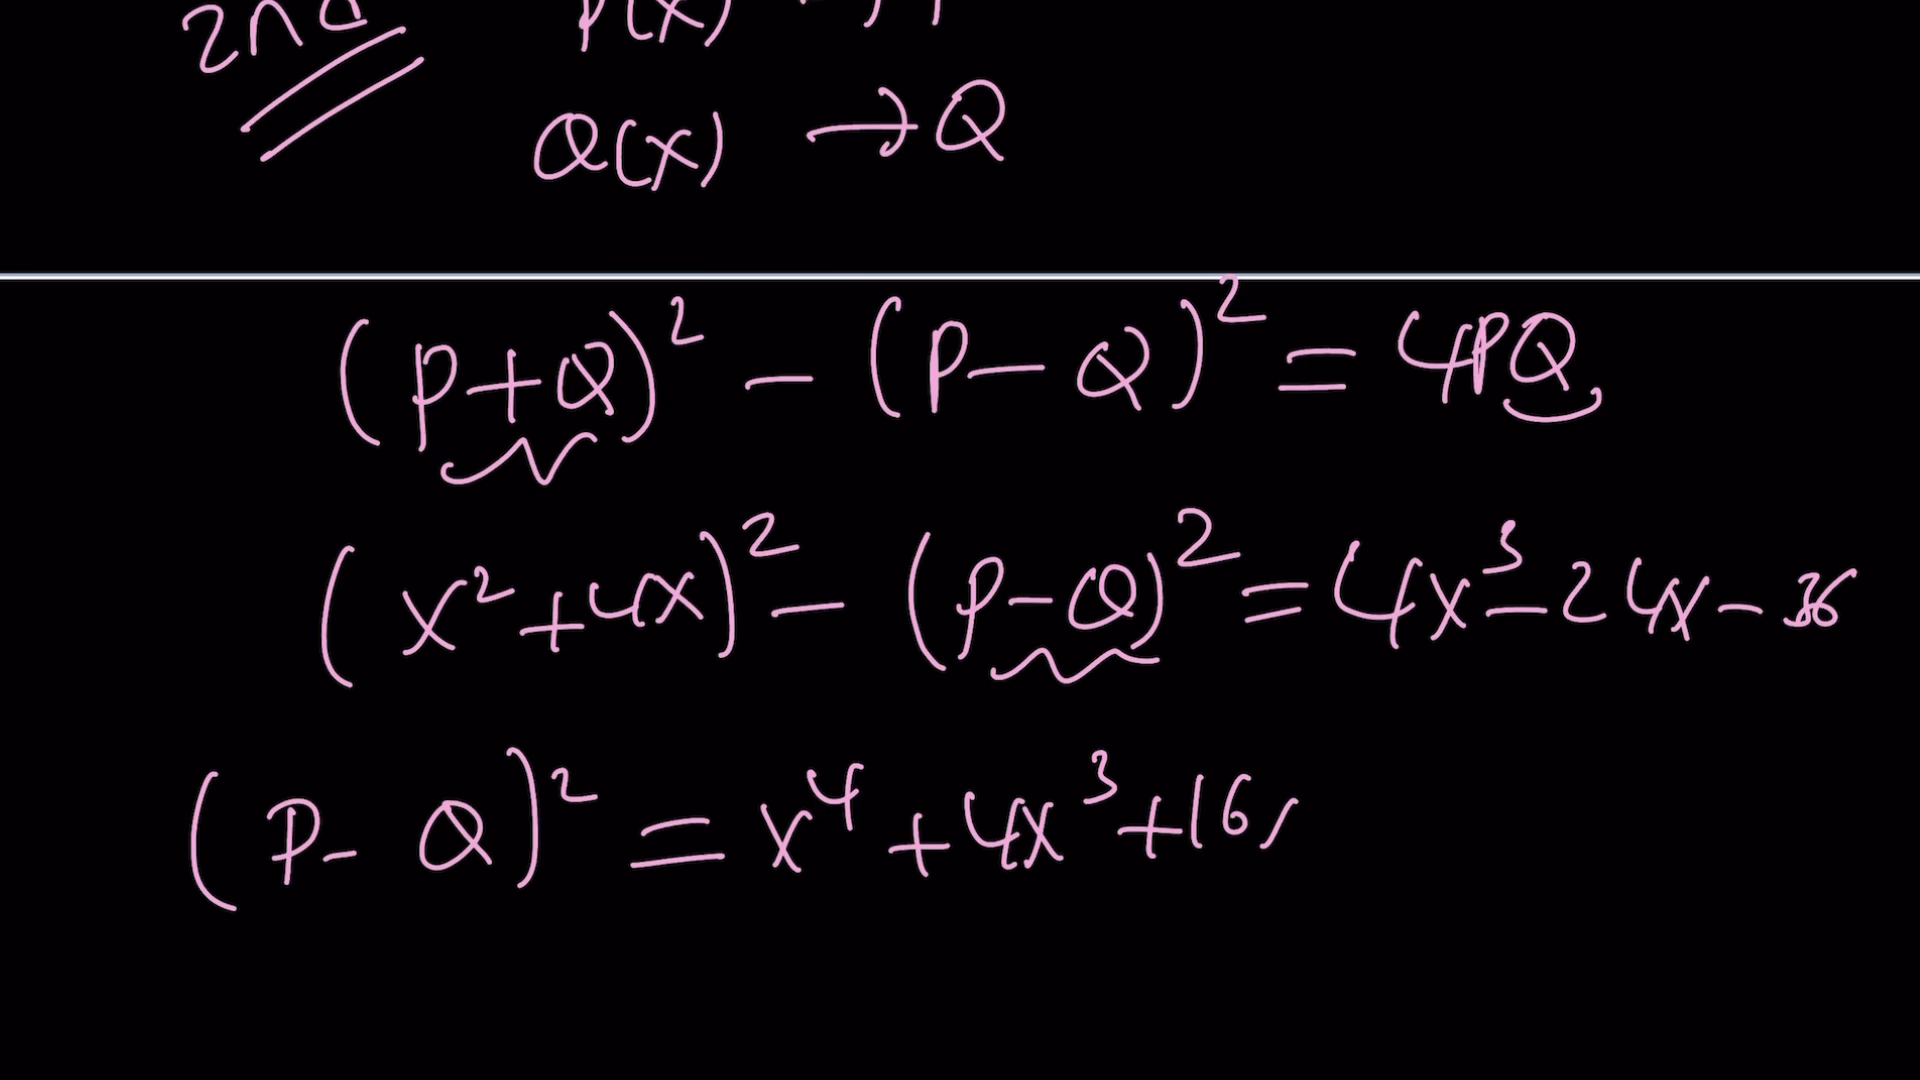 2nd P(x)
Q(x) → Q
(P+Q)² - (P-Q)² = 4PQ
(x²+4x)² - (P-Q)² = 4x³-24x-36
(P-Q)² = x⁴+4x³+16